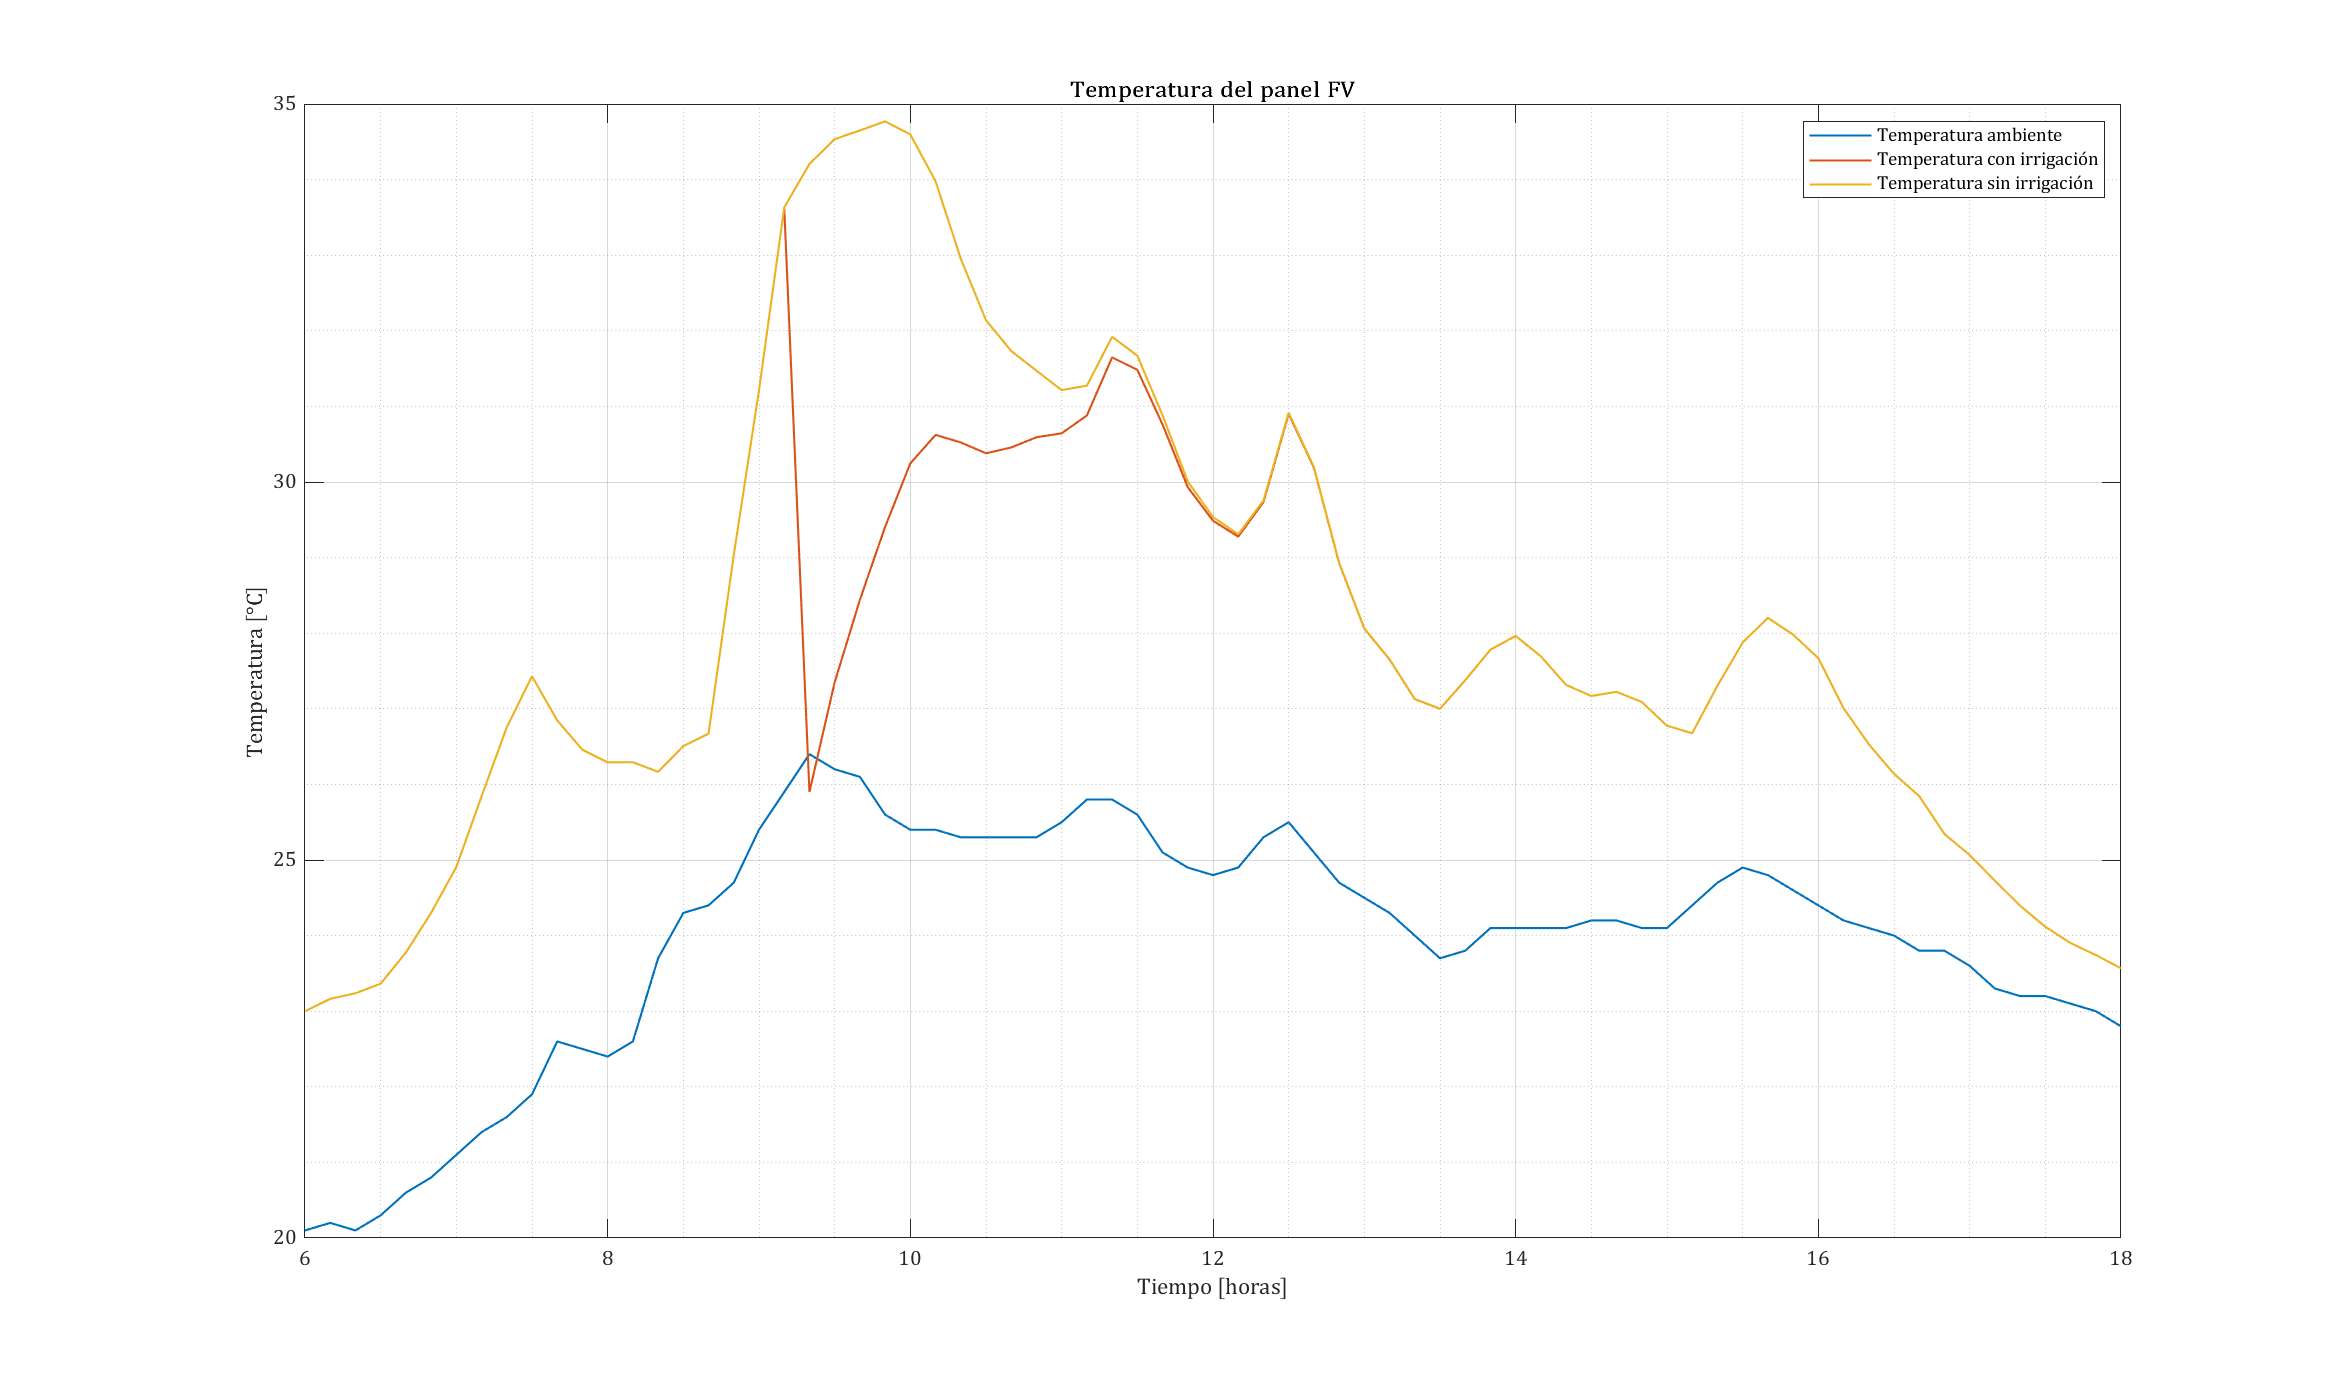 Temperatura del panel FV
35
30
25
20
Temperatura [°C]
6 8 10 12 14 16 18
Tiempo [horas]
Temperatura ambiente
Temperatura con irrigación
Temperatura sin irrigación